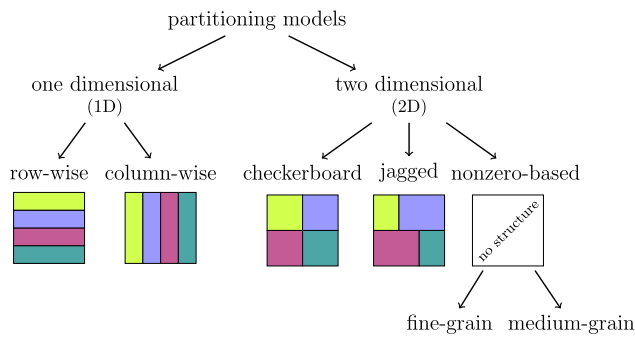 partitioning models
one dimensional
(1D)
two dimensional
(2D)
row-wise
column-wise
checkerboard
jagged
nonzero-based
no structure
fine-grain
medium-grain